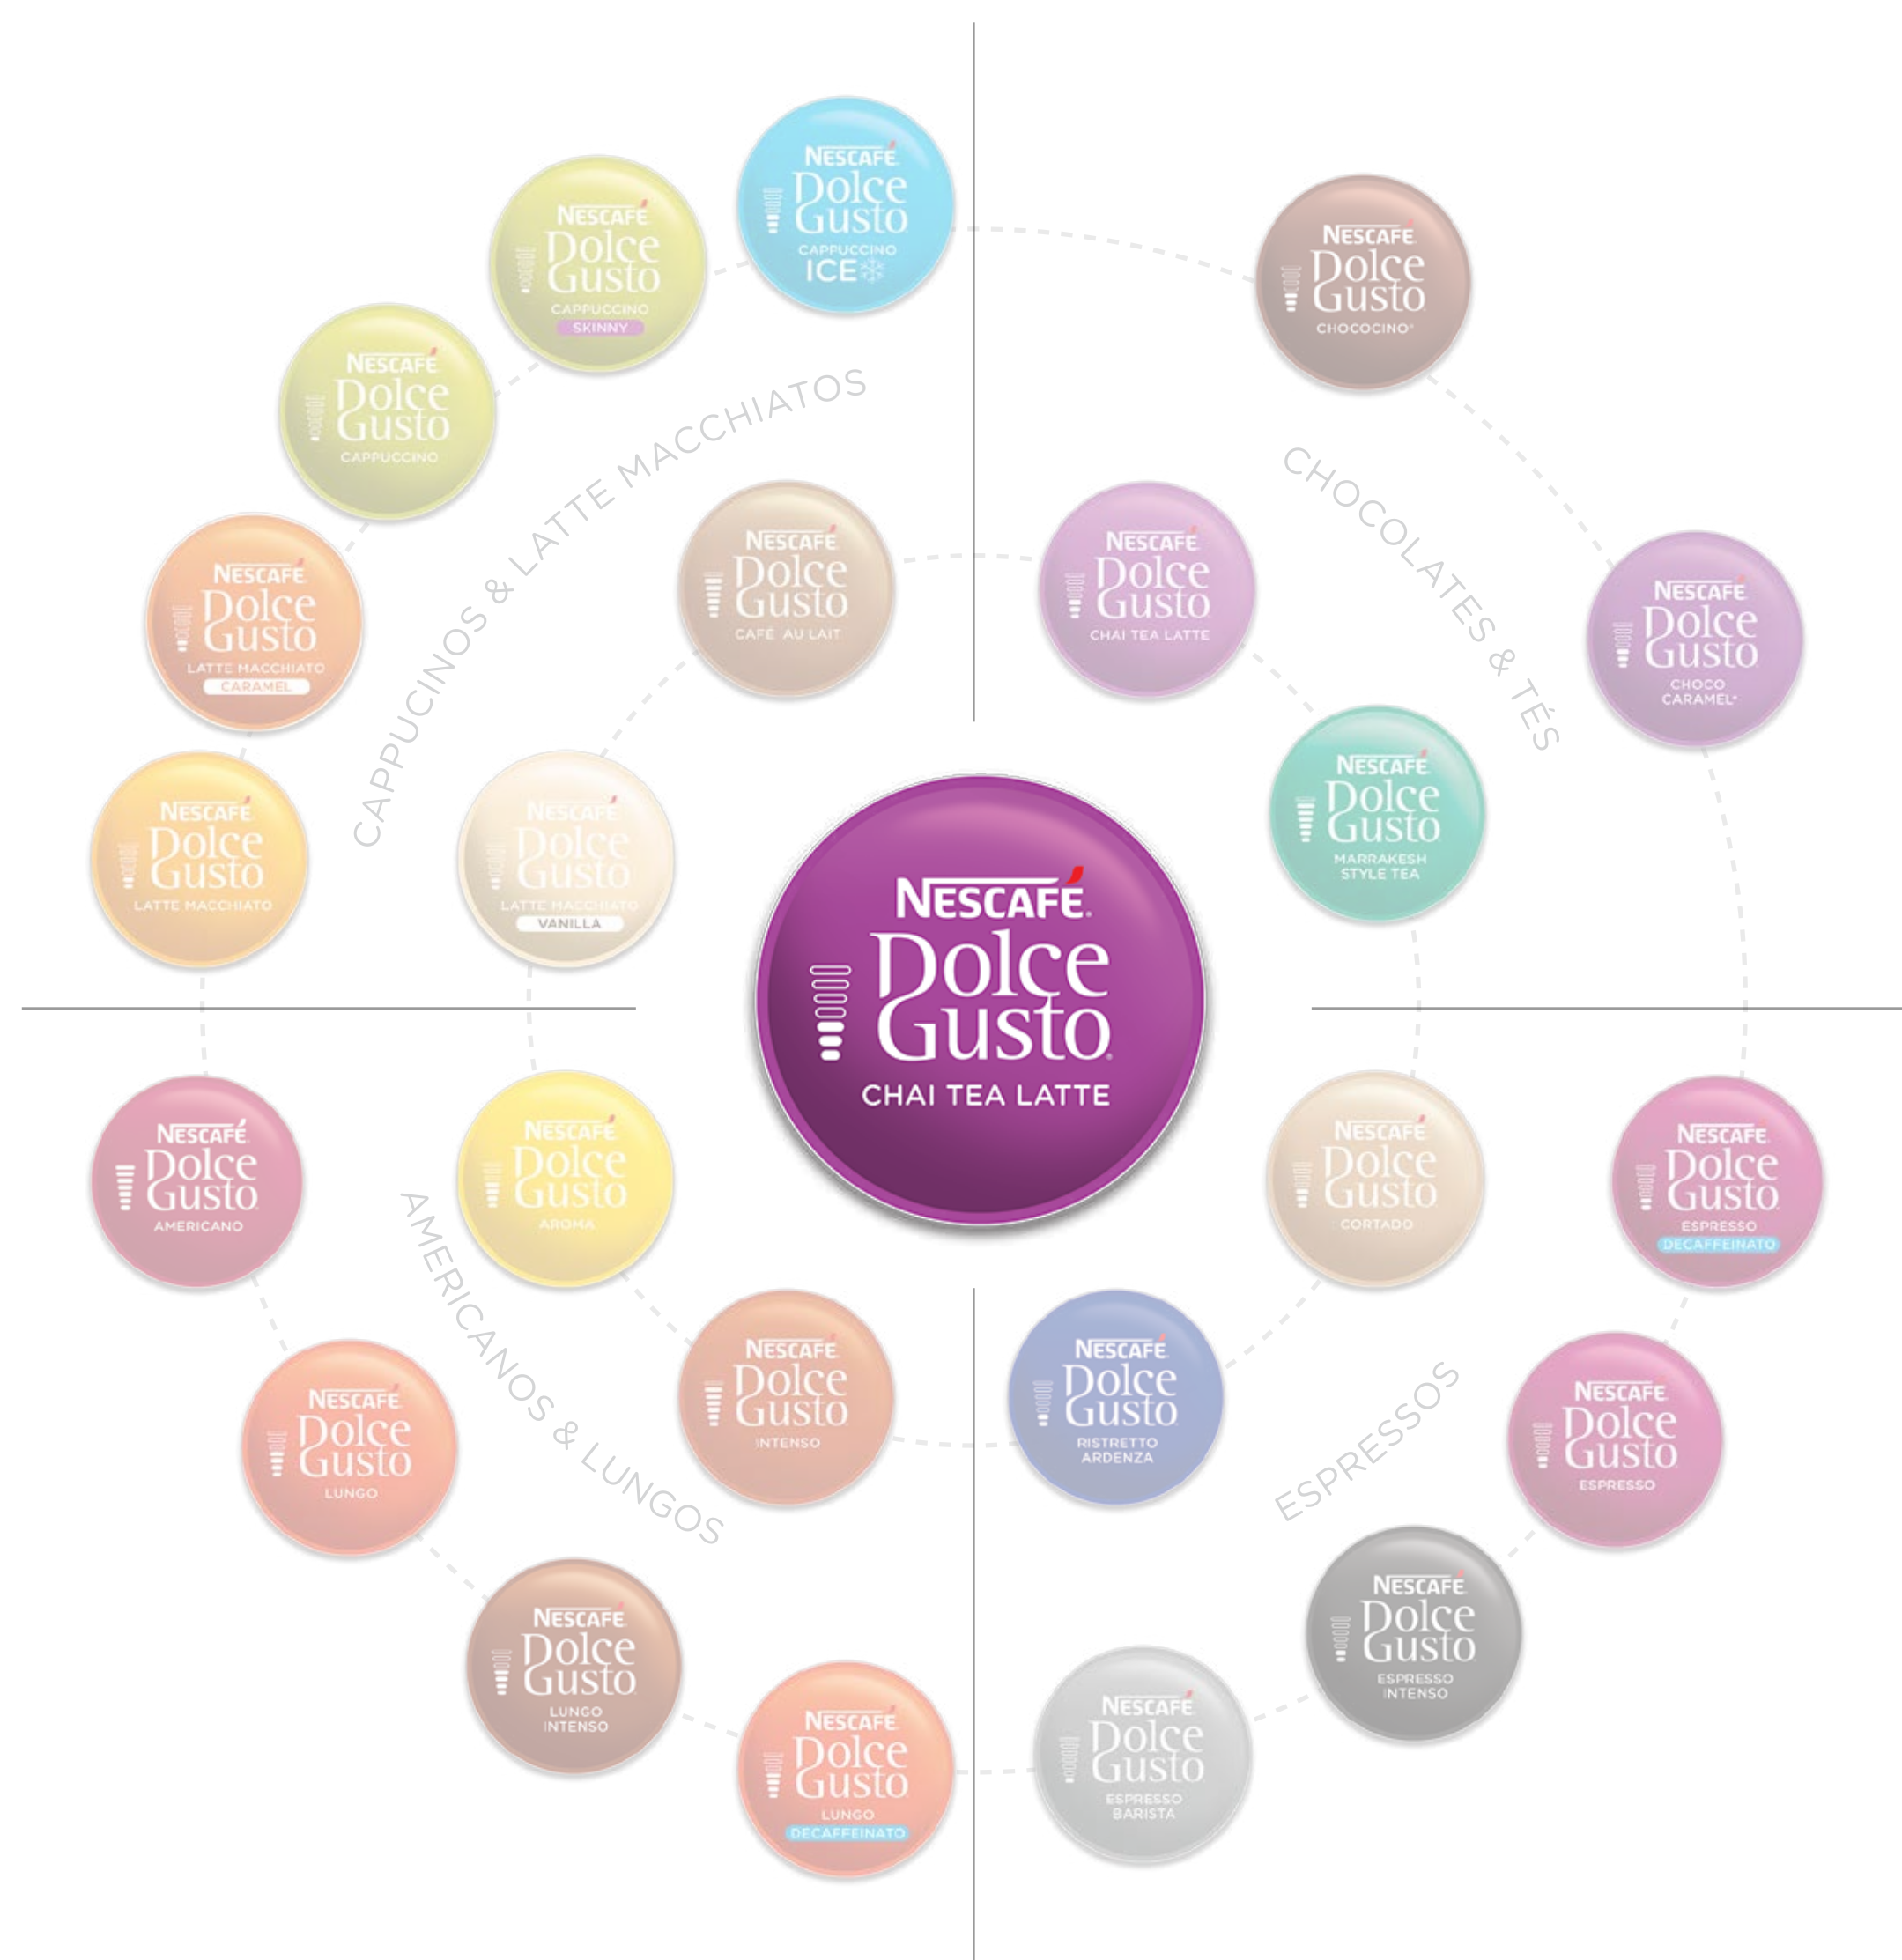 NESCAFÉ
Dolce
Gusto
CAPPUCCINO
ICE
NESCAFÉ
Dolce
Gusto
CAPPUCCINO
SKINNY
NESCAFÉ
Dolce
Gusto
CAPPUCCINO
NESCAFÉ
Dolce
Gusto
LATTE MACCHIATO
CARAMEL
NESCAFÉ
Dolce
Gusto
LATTE MACCHIATO
CAPPUCINOS & LATTE MACCHIATOS
NESCAFÉ
Dolce
Gusto
CAFÉ AU LAIT
NESCAFÉ
Dolce
Gusto
LATTE MACCHIATO
VANILLA
NESCAFÉ
Dolce
Gusto
CHOCOCINO*
CHOCOLATES & TÉS
NESCAFÉ
Dolce
Gusto
CHAI TEA LATTE
NESCAFÉ
Dolce
Gusto
CHOCO
CARAMEL*
NESCAFÉ
Dolce
Gusto
MARRAKESH
STYLE TEA
NESCAFÉ®
Dolce
Gusto®
CHAI TEA LATTE
NESCAFÉ
Dolce
Gusto
AMERICANO
NESCAFÉ
Dolce
Gusto
AROMA
AMERICANOS & LUNGOS
NESCAFÉ
Dolce
Gusto
INTENSO
NESCAFÉ
Dolce
Gusto
LUNGO
NESCAFÉ
Dolce
Gusto
LUNGO
INTENSO
NESCAFÉ
Dolce
Gusto
LUNGO
DECAFFEINATO
NESCAFÉ
Dolce
Gusto
CORTADO
NESCAFÉ
Dolce
Gusto
ESPRESSO
DECAFFEINATO
NESCAFÉ
Dolce
Gusto
RISTRETTO
ARDENZA
ESPRESSOS
NESCAFÉ
Dolce
Gusto
ESPRESSO
NESCAFÉ
Dolce
Gusto
ESPRESSO
INTENSO
NESCAFÉ
Dolce
Gusto
ESPRESSO
BARISTA